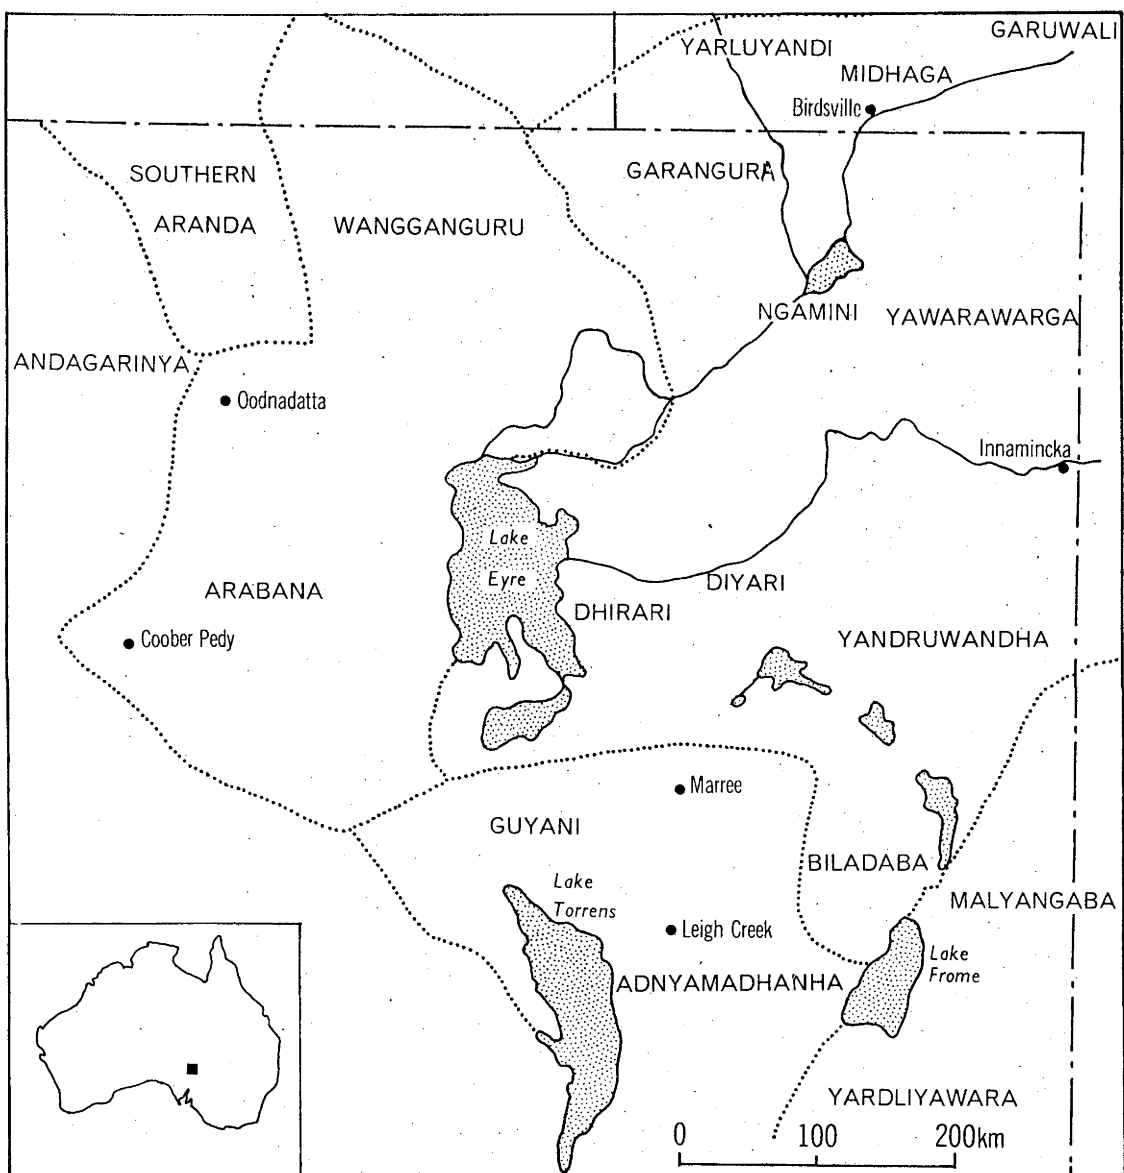 GARUWALI
YARLUYANDI
MIDHAGA
Birdsville
SOUTHERN
ARANDA
GARANGURA
WANGGANGURU
NGAMINI
YAWARAWARGA
ANDAGARINYA
Oodnadatta
Innamincka
Lake
Eyre
ARABANA
DIYARI
DHIRARI
Coober Pedy
YANDRUWANDHA
Marree
GUYANI
BILADABA
Lake
Torrens
MALYANGABA
Leigh Creek
Lake
Frome
ADNYAMADHANHA
YARDLIYAWARA
0 100 200km